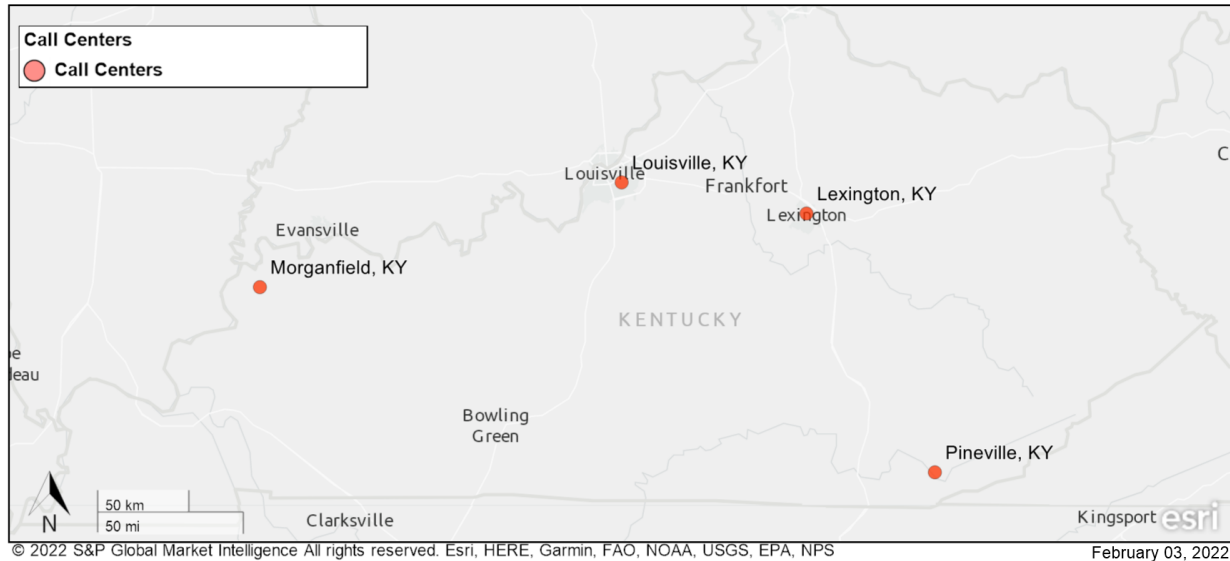 Call Centers
Call Centers
Louisville
Louisville, KY
Frankfort
Lexington, KY
Lexington
Evansville
Morganfield, KY
KENTUCKY
Bowling
Green
Pineville, KY
N
50 km
50 mi
Clarksville
Kingsport
esri
© 2022 S&P Global Market Intelligence All rights reserved. Esri, HERE, Garmin, FAO, NOAA, USGS, EPA, NPS
February 03, 2022